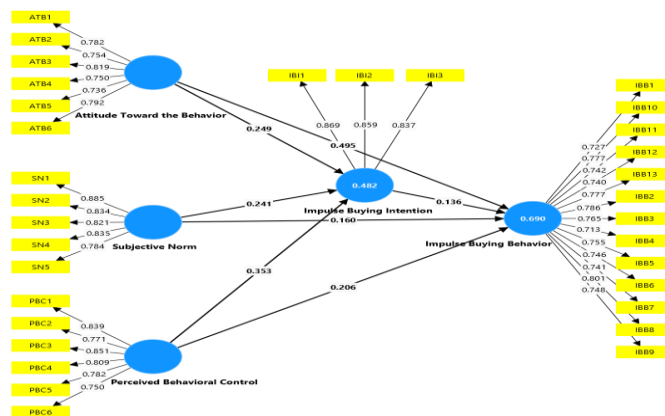 ATB1
ATB2
ATB3
ATB4
ATB5
ATB6
0.782
0.754
0.819
0.750
0.736
0.792
Attitude Toward the Behavior
IBI1
IBI2
IBI3
0.869
0.859
0.837
0.249
0.495
SN1
SN2
SN3
SN4
SN5
0.885
0.834
0.821
0.835
0.784
Subjective Norm
0.241
0.482
Impulse Buying Intention
0.136
0.160
0.690
Impulse Buying Behavior
0.353
0.206
PBC1
PBC2
PBC3
PBC4
PBC5
PBC6
0.839
0.771
0.851
0.809
0.782
0.750
Perceived Behavioral Control
IBB1
IBB10
IBB11
IBB12
IBB13
IBB2
IBB3
IBB4
IBB5
IBB6
IBB7
IBB8
IBB9
0.727
0.777
0.742
0.740
0.777
0.786
0.765
0.713
0.755
0.746
0.741
0.801
0.748